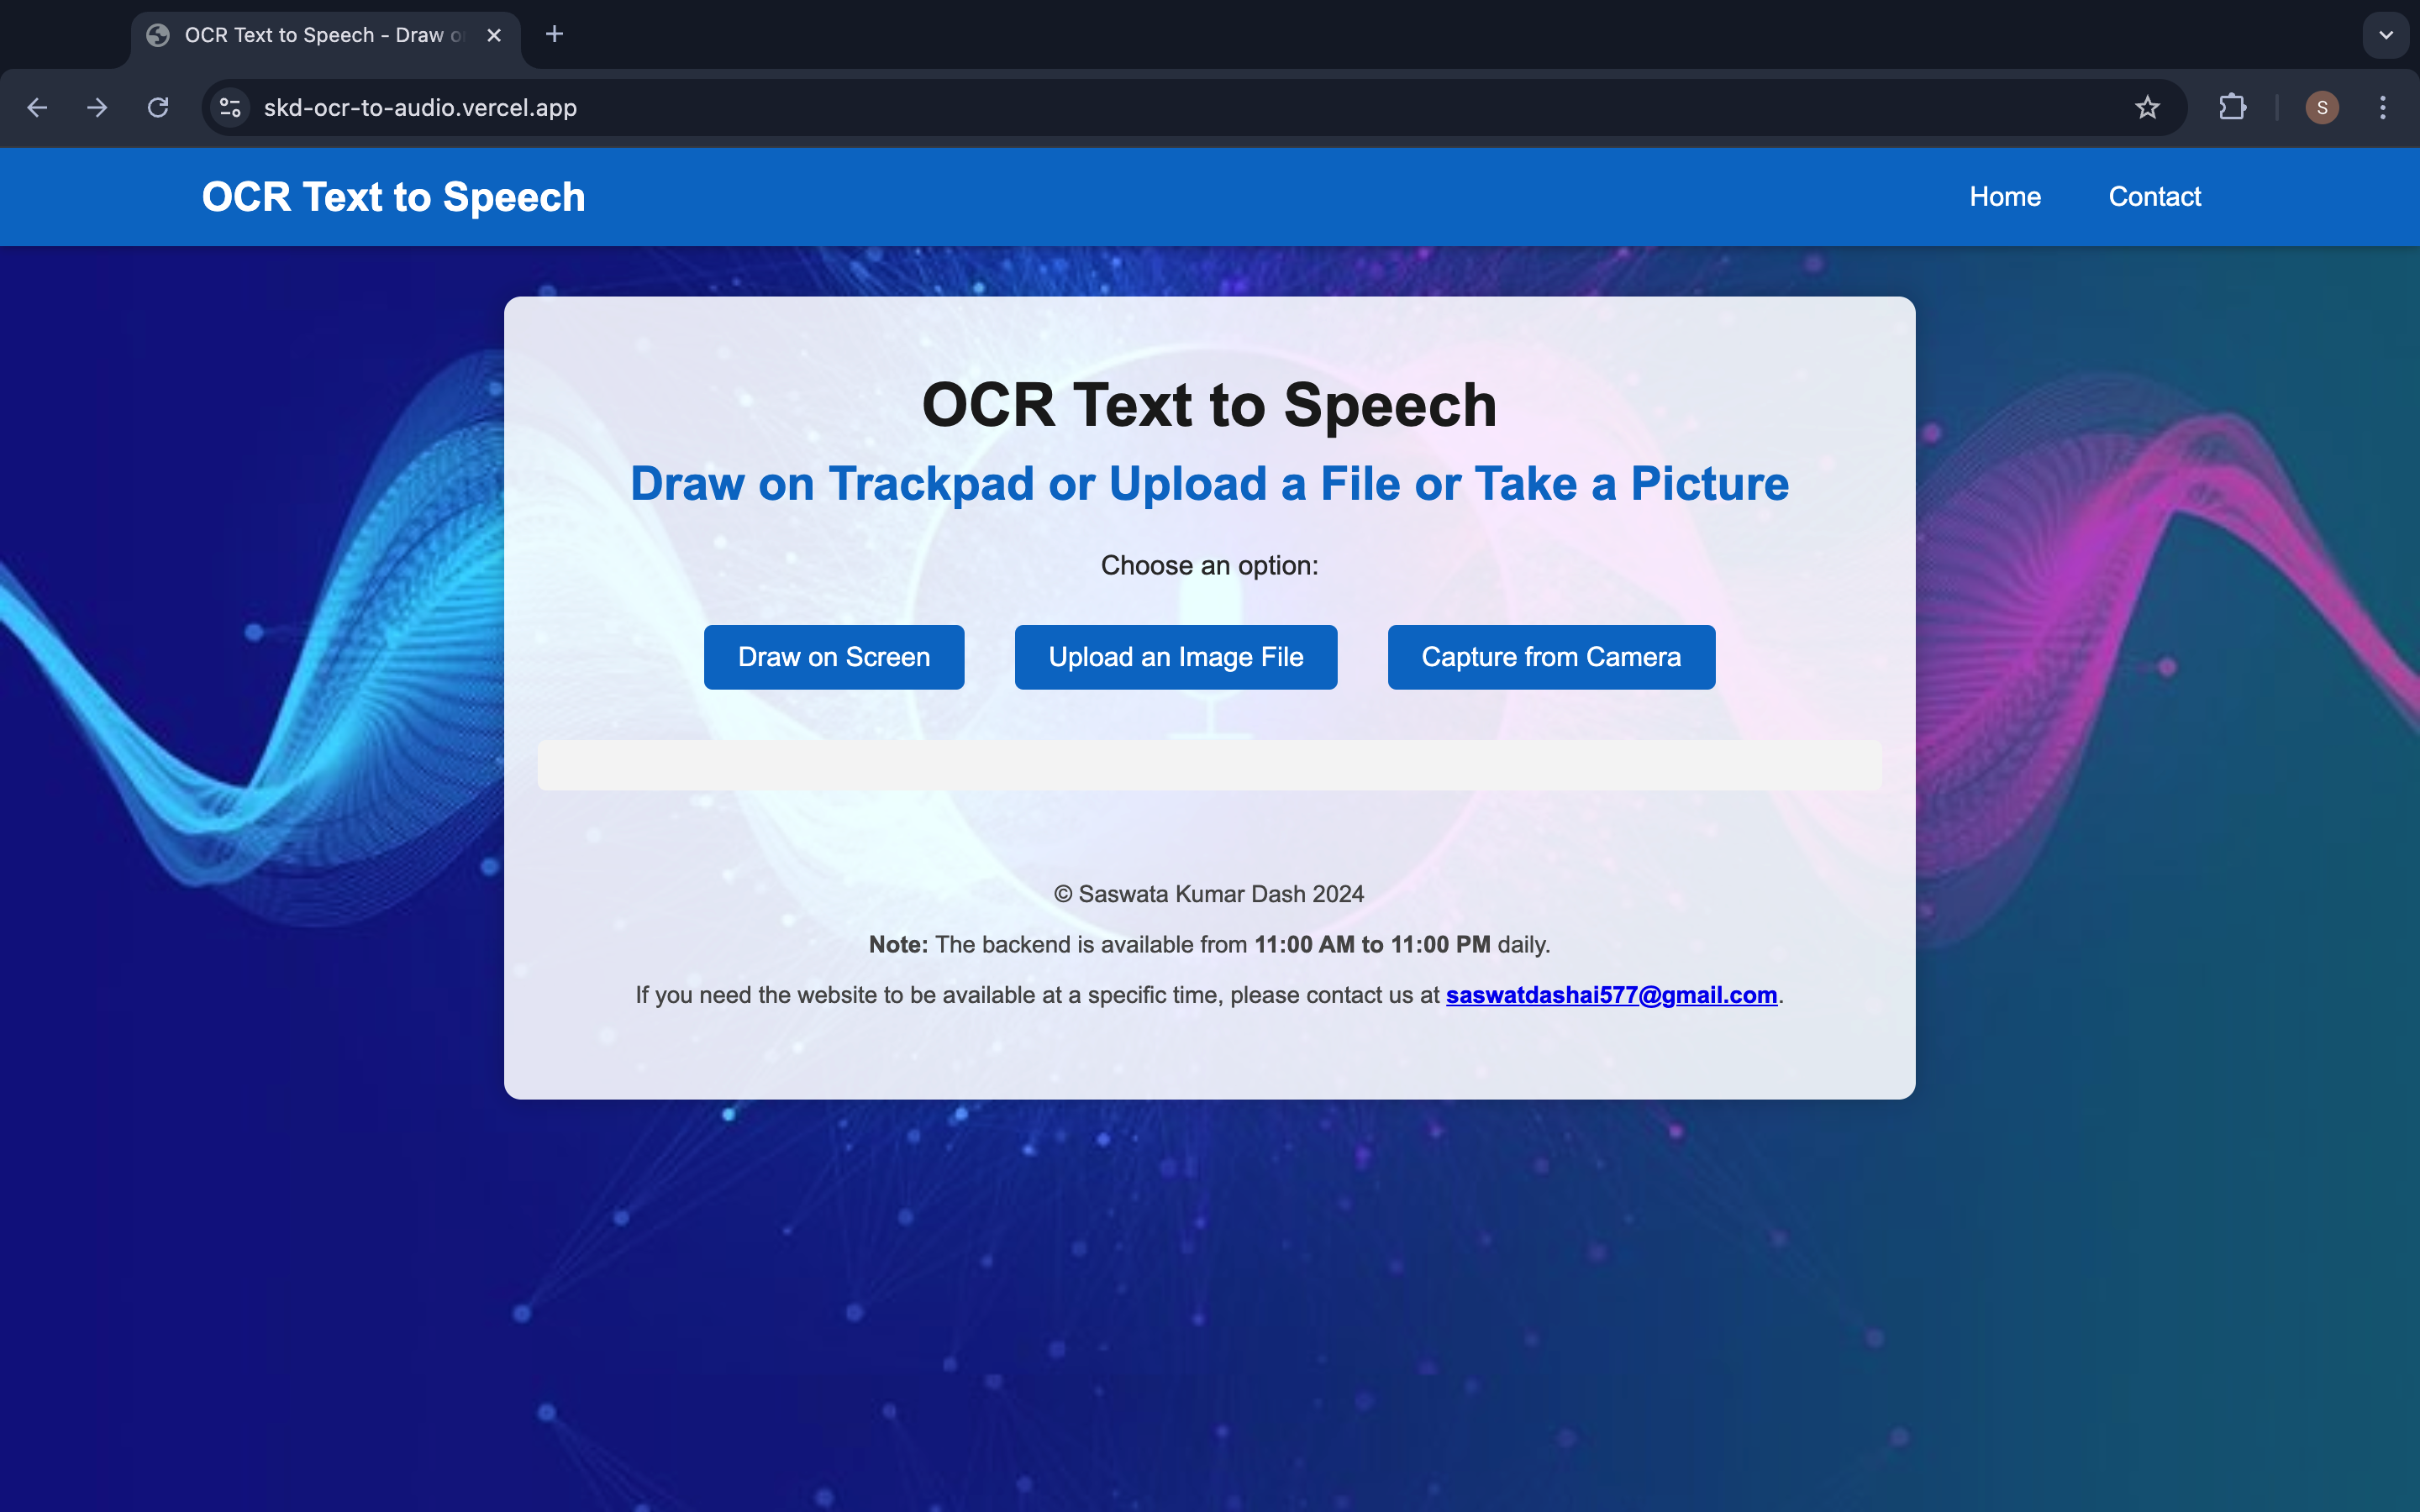 OCR Text to Speech - Draw o
skd-ocr-to-audio.vercel.app
S
OCR Text to Speech
Home
Contact
OCR Text to Speech
Draw on Trackpad or Upload a File or Take a Picture
Choose an option:
Draw on Screen
Upload an Image File
Capture from Camera
© Saswata Kumar Dash 2024
Note: The backend is available from 11:00 AM to 11:00 PM daily.
If you need the website to be available at a specific time, please contact us at saswatdashai577@gmail.com.